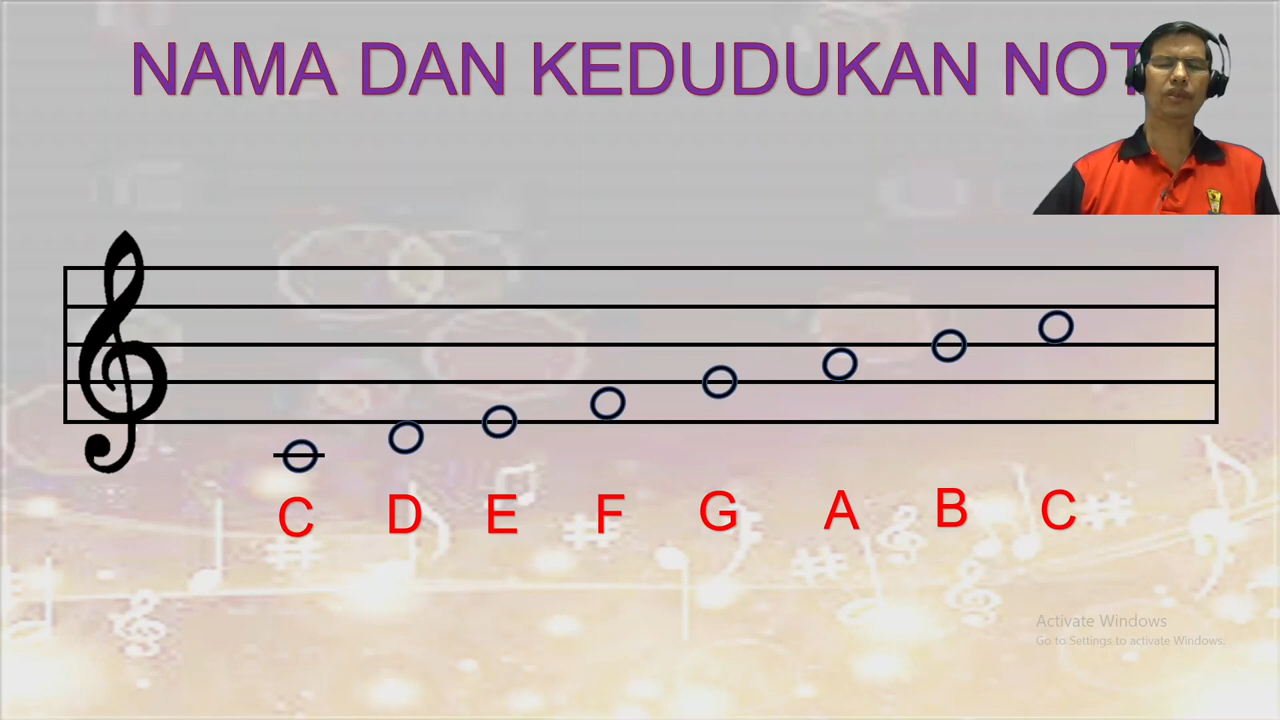 NAMA DAN KEDUDUKAN NOT
C D E F G A B C
Activate Windows
Go to Settings to activate Windows.